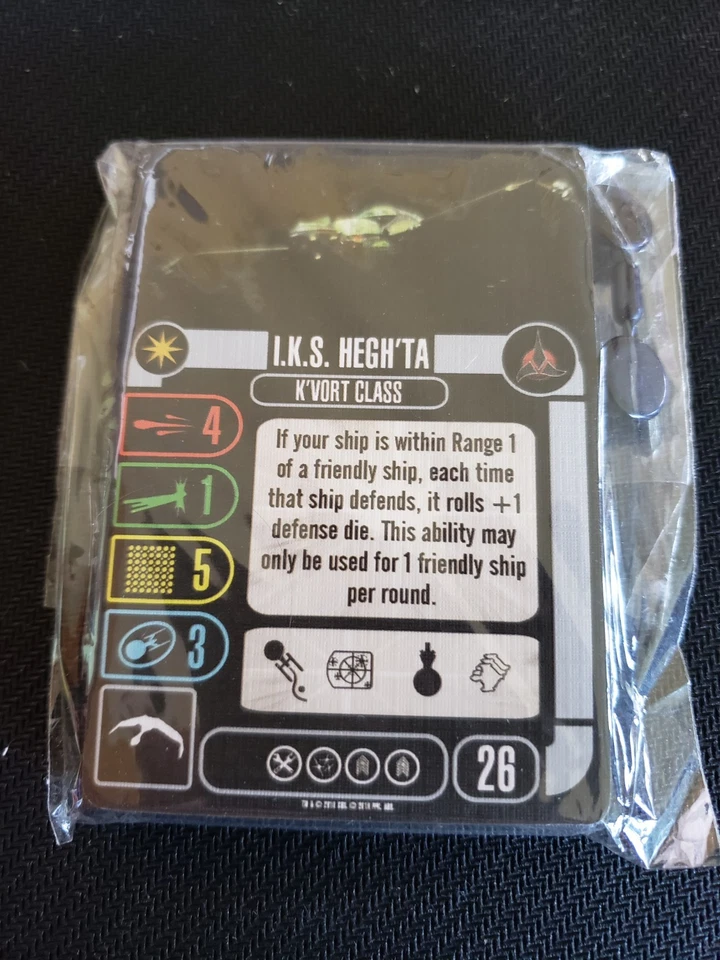 I.K.S. HEGH'TA
K'VORT CLASS
4
1
5
3
If your ship is within Range 1
of a friendly ship, each time
that ship defends, it rolls +1
defense die. This ability may
only be used for 1 friendly ship
per round.
26